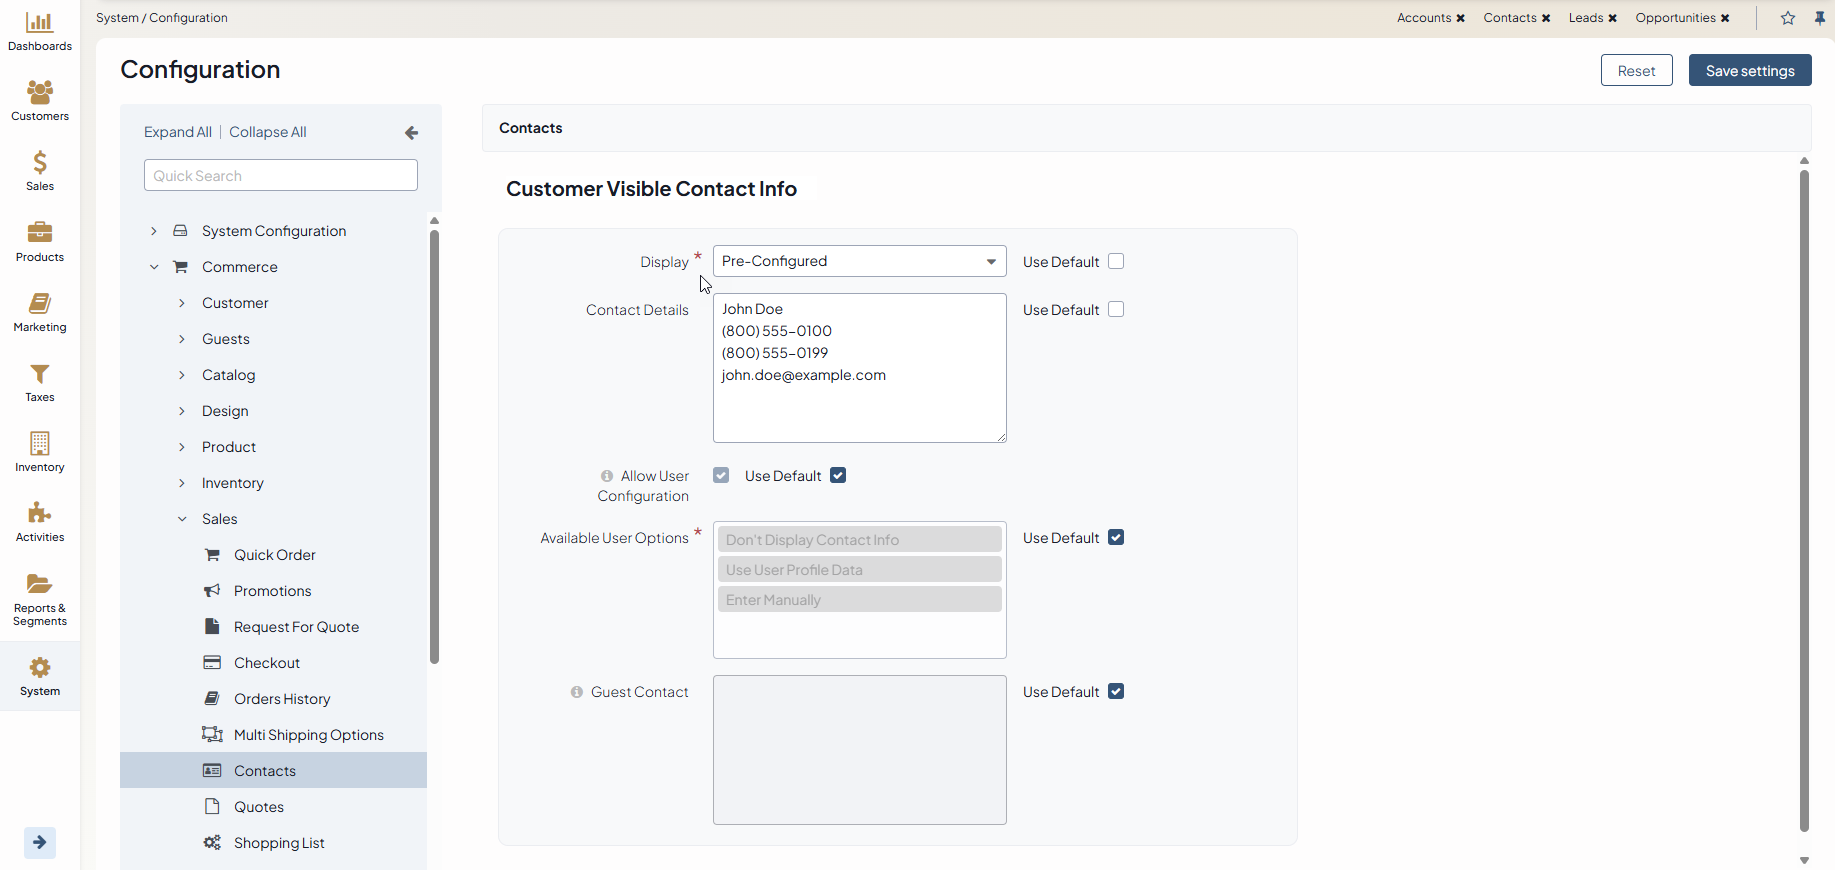 System / Configuration
Accounts ✖ Contacts ✖ Leads ✖ Opportunities ✖
Dashboards
Customers
Sales
Products
Marketing
Taxes
Inventory
Activities
Reports &
Segments
System
Configuration
Reset
Save settings
Expand All | Collapse All
Quick Search
System Configuration
Commerce
Customer
Guests
Catalog
Design
Product
Inventory
Sales
Quick Order
Promotions
Request For Quote
Checkout
Orders History
Multi Shipping Options
Contacts
Quotes
Shopping List
Contacts
Customer Visible Contact Info
Display * Pre-Configured Use Default
Contact Details Use Default
John Doe
(800) 555-0100
(800) 555-0199
john.doe@example.com
Allow User
Configuration
Use Default
Available User Options * Use Default
Don't Display Contact Info
Use User Profile Data
Enter Manually
Guest Contact Use Default